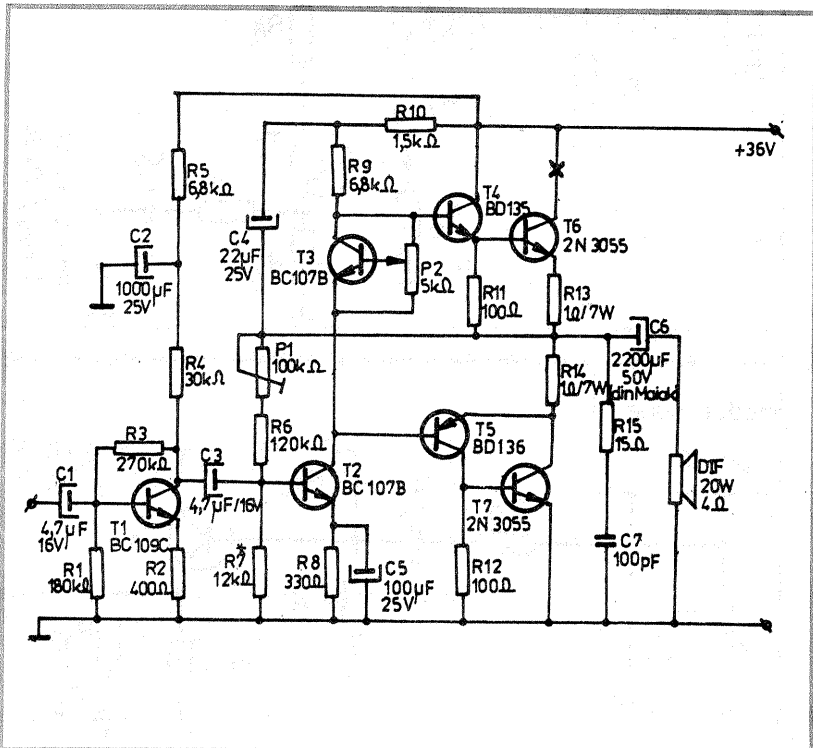 R10
1,5kΩ
+36V
R5
6,8kΩ
R9
6,8kΩ
T4
BD135
T6
2N 3055
C2
1000µF
25V
C4
22µF
25V
T3
BC107B
P2
5kΩ
R11
100Ω
R13
1Ω/7W
C6
2200µF
50V
(din Maiak)
P1
100kΩ
R4
30kΩ
R14
1Ω/7W
R6
120kΩ
T5
BD136
R15
15Ω
R3
270kΩ
C3
4,7µF/16V
T2
BC 107B
DIF
20W
4Ω
C1
4,7µF
16V
T1
BC 109C
T7
2N 3055
R1
180kΩ
R2
400Ω
R7*
12kΩ
R8
330Ω
C5
100µF
25V
R12
100Ω
C7
100pF